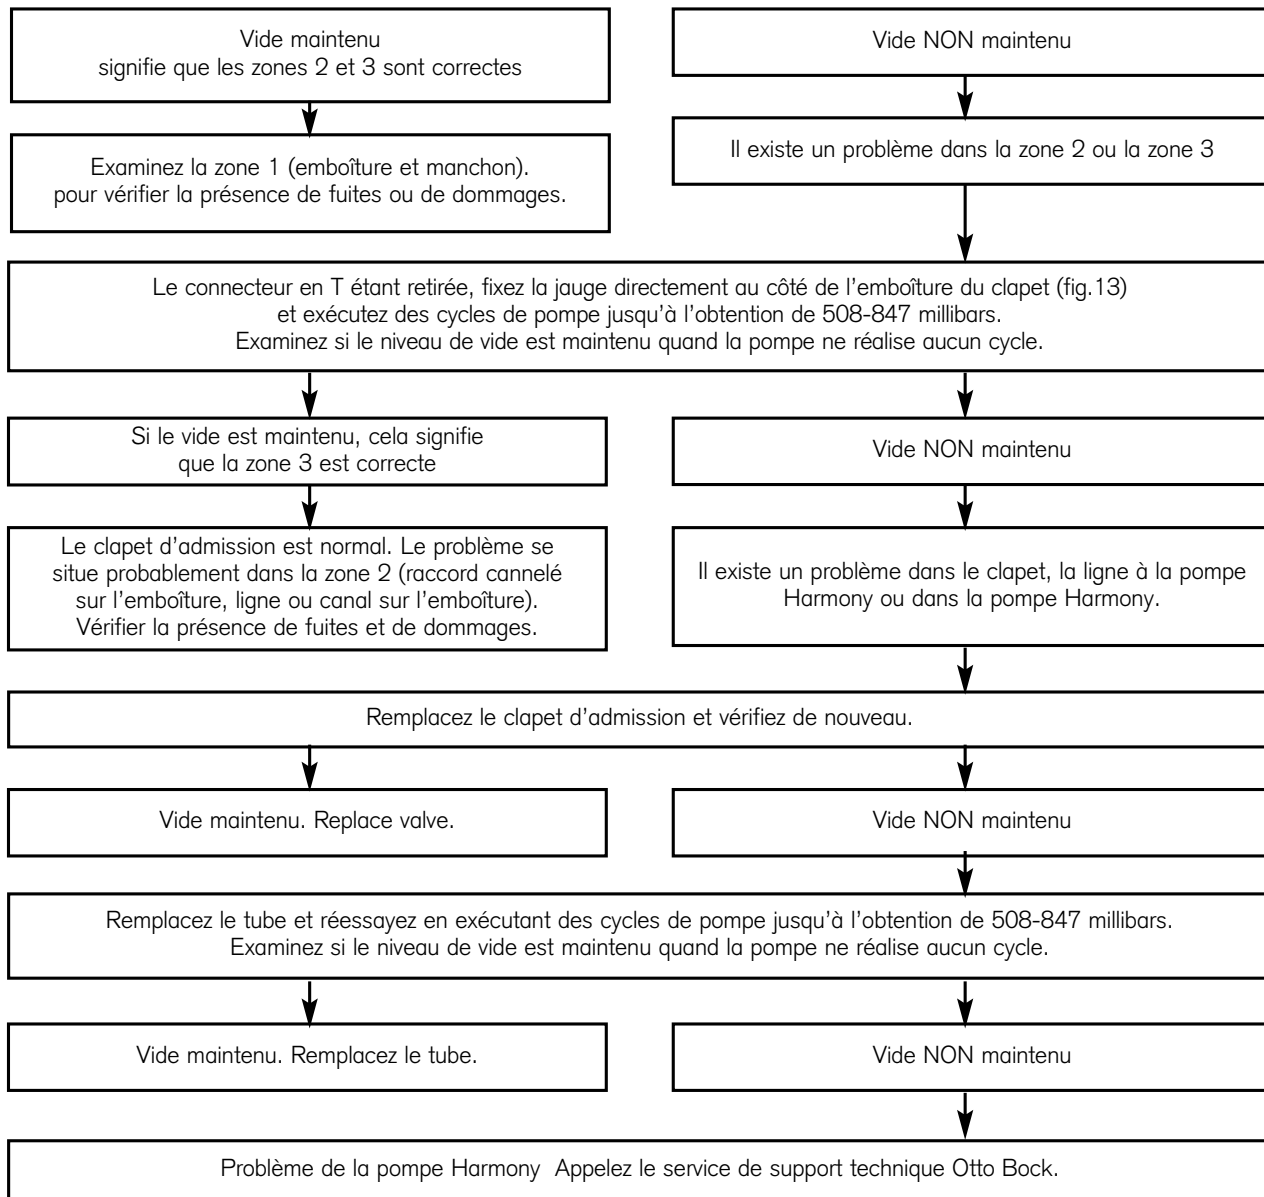 Vide maintenu
signifie que les zones 2 et 3 sont correctes
Vide NON maintenu
Examinez la zone 1 (emboîture et manchon).
pour vérifier la présence de fuites ou de dommages.
Il existe un problème dans la zone 2 ou la zone 3
Le connecteur en T étant retirée, fixez la jauge directement au côté de l'emboîture du clapet (fig.13)
et exécutez des cycles de pompe jusqu'à l'obtention de 508-847 millibars.
Examinez si le niveau de vide est maintenu quand la pompe ne réalise aucun cycle.
Si le vide est maintenu, cela signifie
que la zone 3 est correcte
Vide NON maintenu
Le clapet d'admission est normal. Le problème se
situe probablement dans la zone 2 (raccord cannelé
sur l'emboîture, ligne ou canal sur l'emboîture).
Vérifier la présence de fuites et de dommages.
Il existe un problème dans le clapet, la ligne à la pompe
Harmony ou dans la pompe Harmony.
Remplacez le clapet d'admission et vérifiez de nouveau.
Vide maintenu. Replace valve.
Vide NON maintenu
Remplacez le tube et réessayez en exécutant des cycles de pompe jusqu'à l'obtention de 508-847 millibars.
Examinez si le niveau de vide est maintenu quand la pompe ne réalise aucun cycle.
Vide maintenu. Remplacez le tube.
Vide NON maintenu
Problème de la pompe Harmony  Appelez le service de support technique Otto Bock.